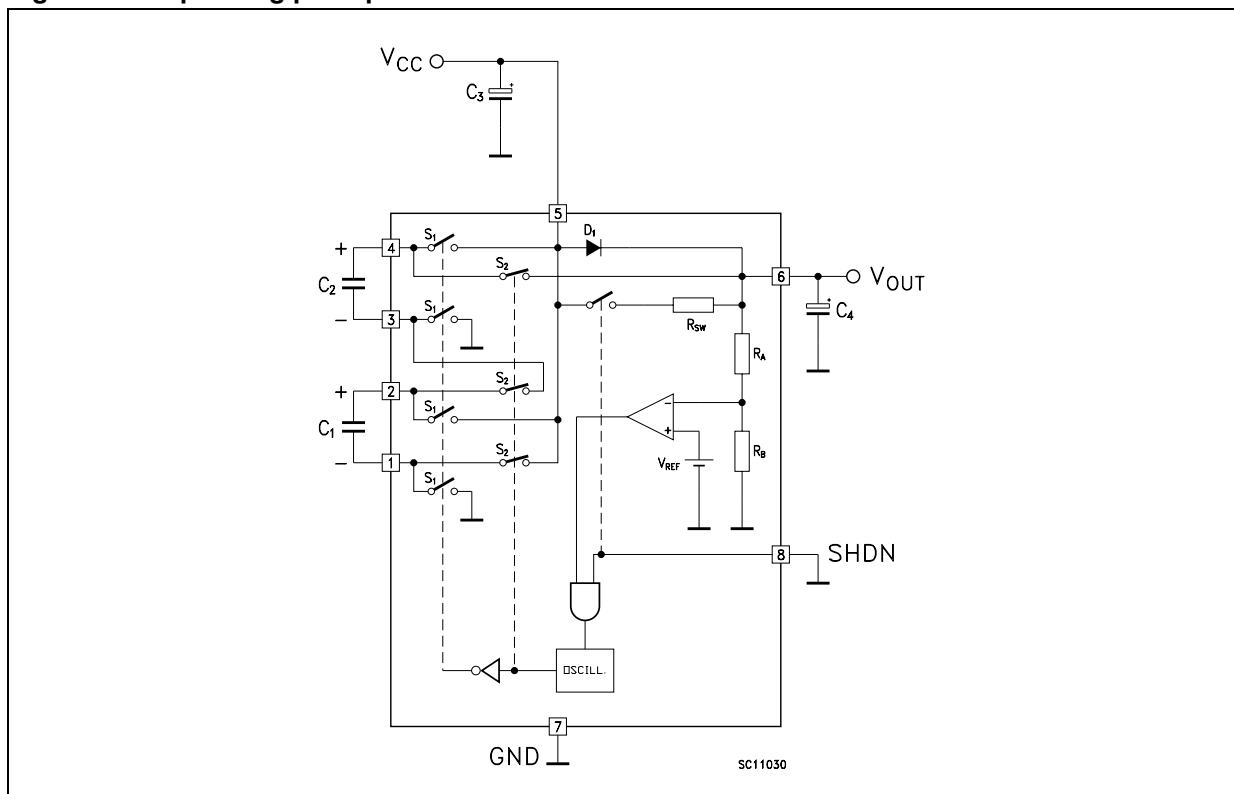 VCC
C3
+
5
4
S1
D1
+
S2
6
VOUT
C2
+
C4
3
S1
−
RSW
RA
2
S2
+
S1
−
C1
+
RB
1
S2
VREF
−
S1
8
SHDN
OSCILL.
7
GND
SC11030